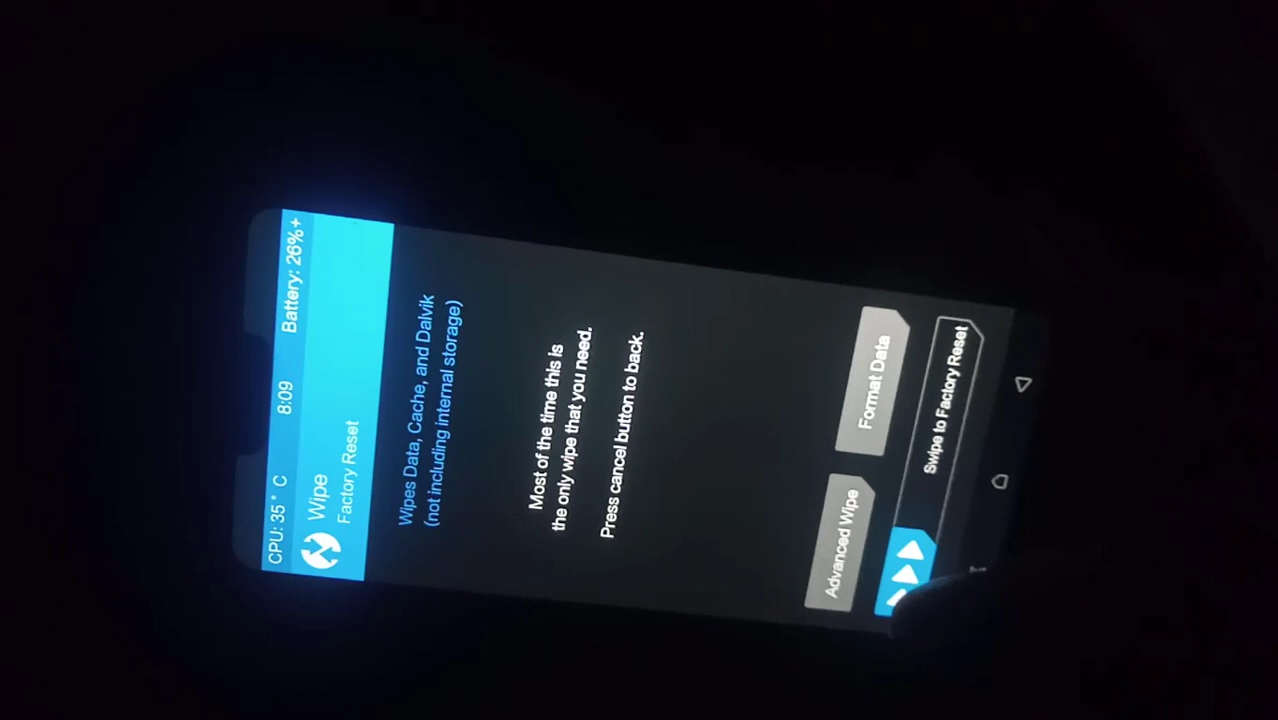 CPU: 35° C 8:09 Battery: 26%+
Wipe
Factory Reset
Wipes Data, Cache, and Dalvik
(not including internal storage)
Most of the time this is
the only wipe that you need.
Press cancel button to back.
Advanced Wipe Format Data
Swipe to Factory Reset